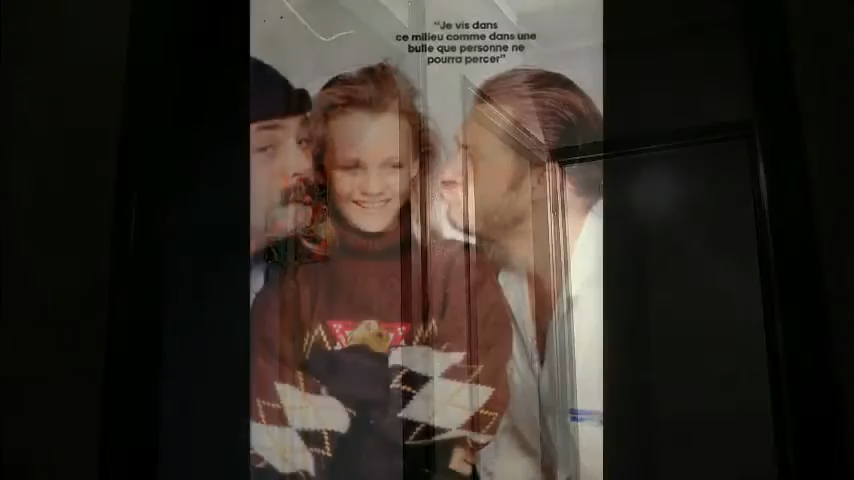 "Je vis dans
ce milieu comme dans une
bulle que personne ne
pourra percer"